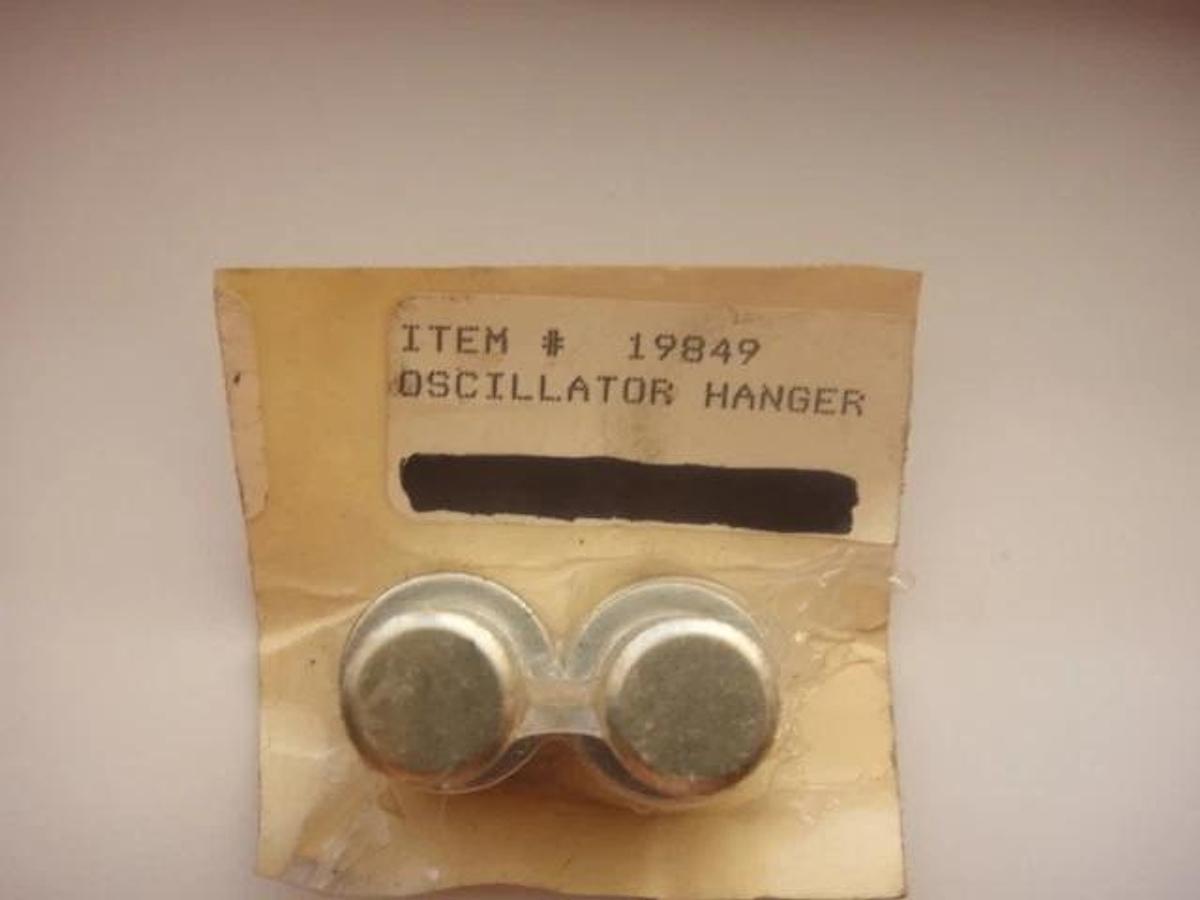 ITEM # 19849
OSCILLATOR HANGER